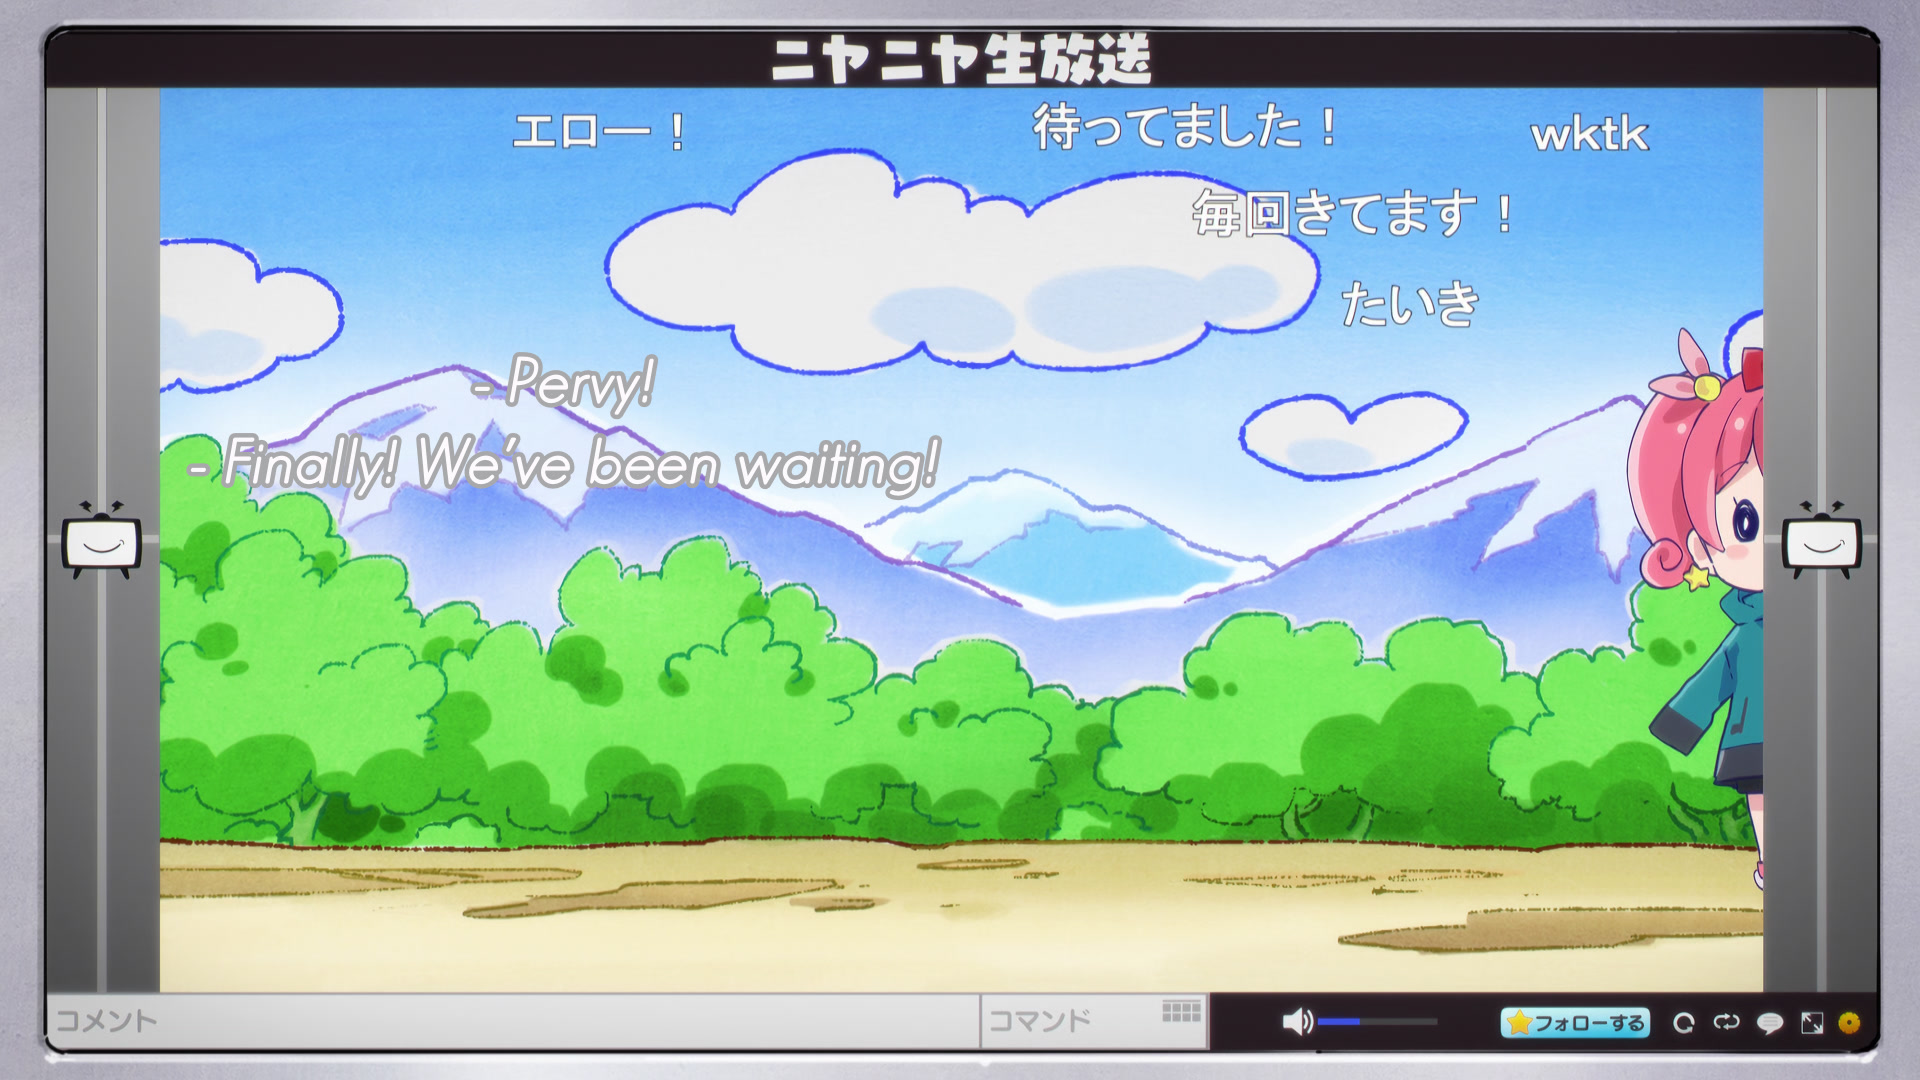 ニヤニヤ生放送
エロー！
待ってました！
wktk
毎回きてます！
たいき
- Pervy!
- Finally! We've been waiting!
コメント
コマンド
フォローする